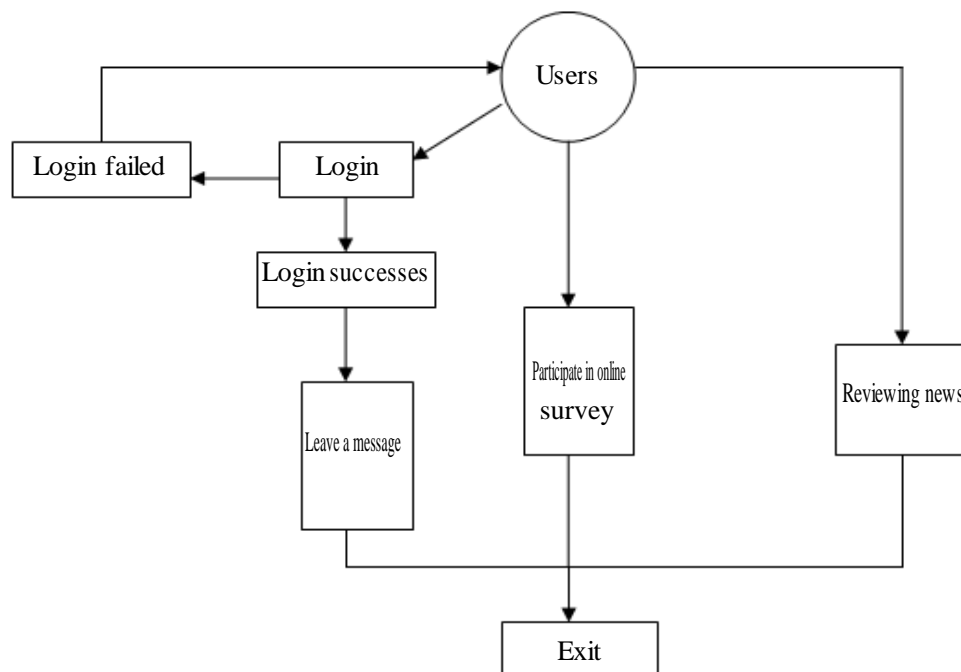 Users
Login failed
Login
Login successes
Participate in online
survey
Reviewing news
Leave a message
Exit